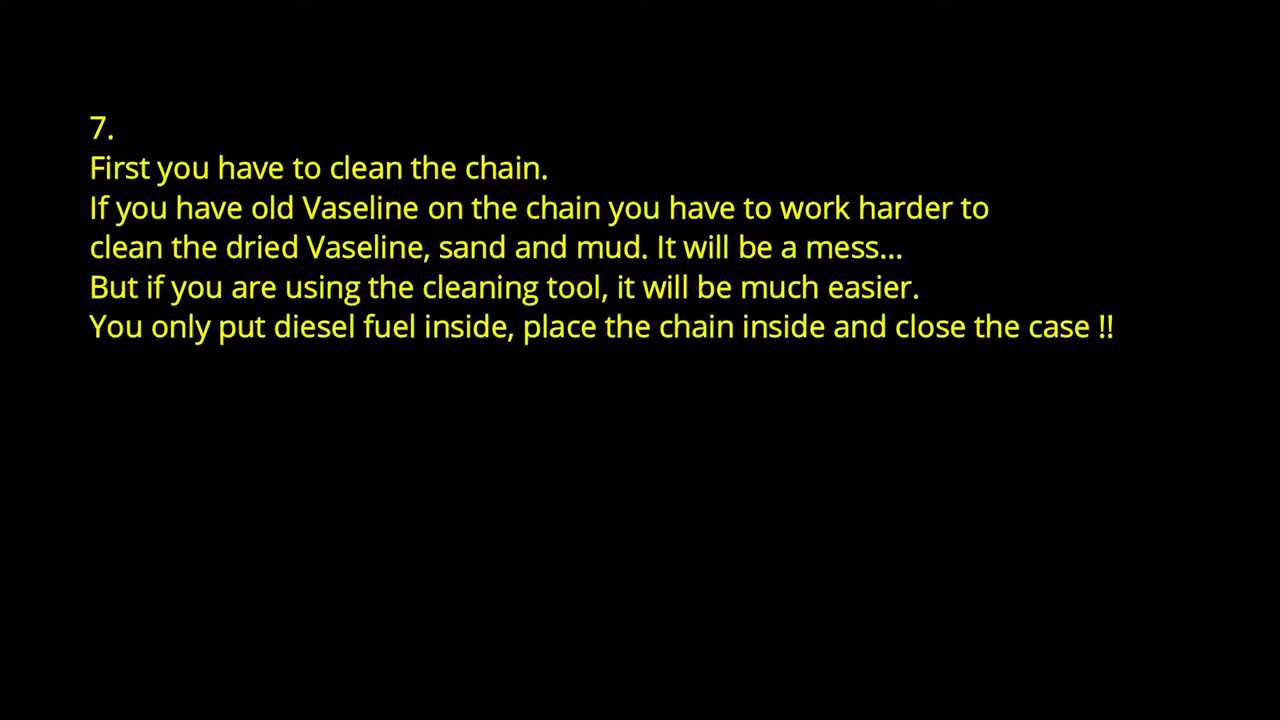 7.
First you have to clean the chain.
If you have old Vaseline on the chain you have to work harder to
clean the dried Vaseline, sand and mud. It will be a mess...
But if you are using the cleaning tool, it will be much easier.
You only put diesel fuel inside, place the chain inside and close the case !!